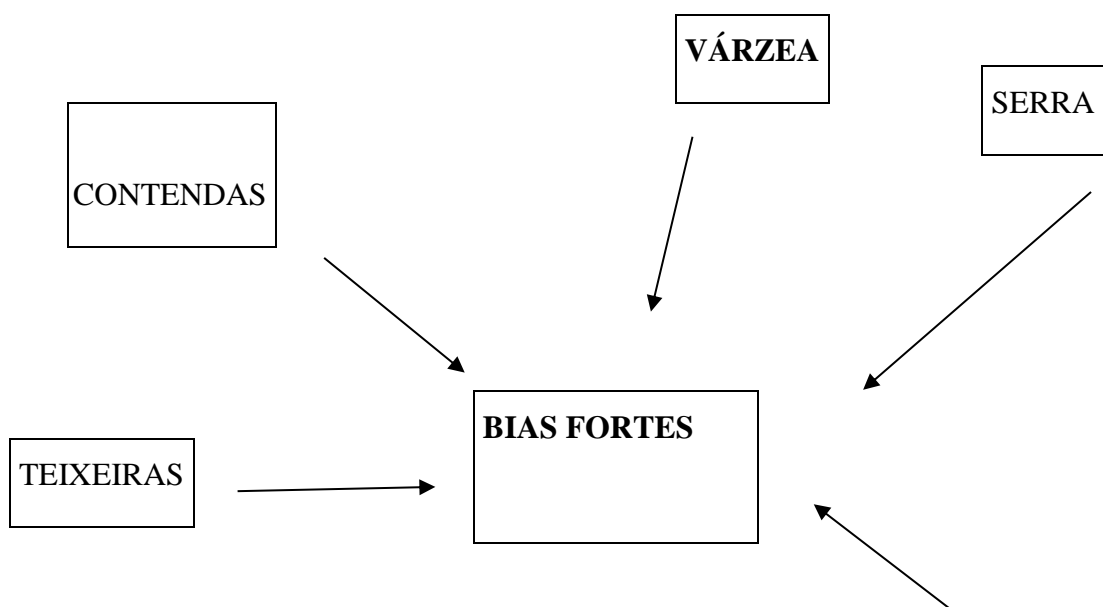 VÁRZEA
SERRA
CONTENDAS
BIAS FORTES
TEIXEIRAS